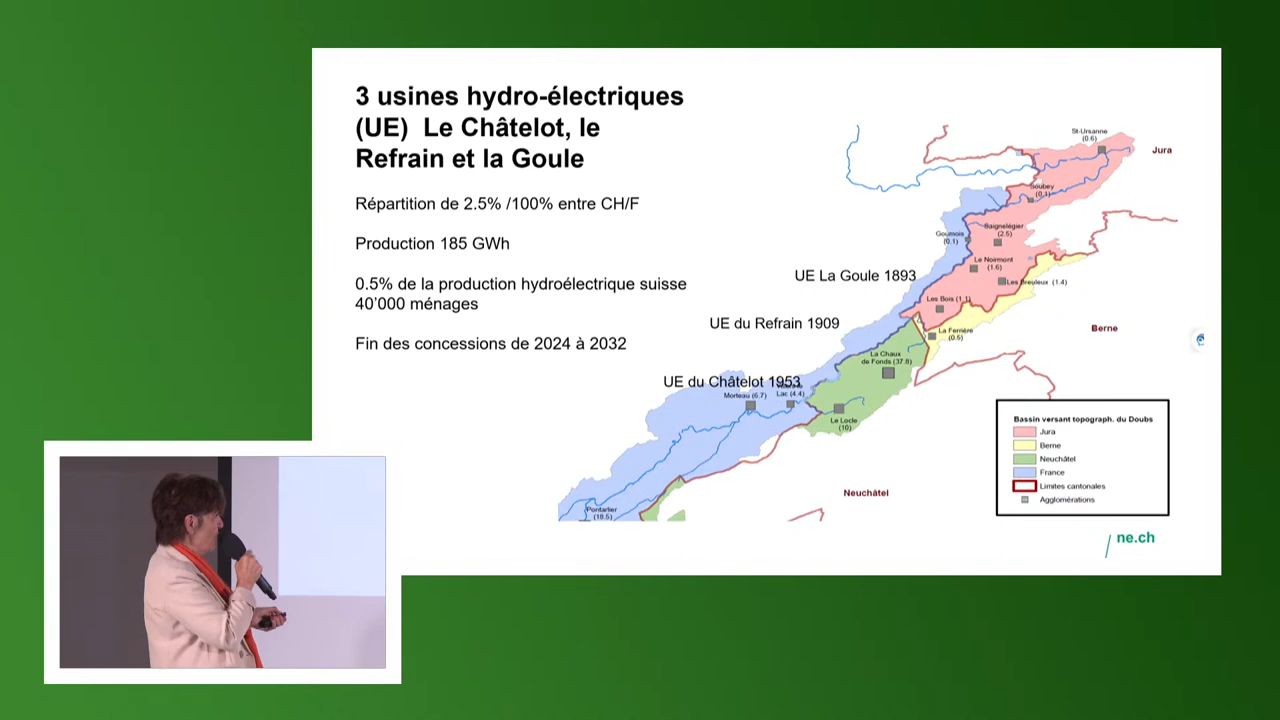 3 usines hydro-électriques
(UE) Le Châtelot, le
Refrain et la Goule
Répartition de 2.5% /100% entre CH/F
Production 185 GWh
0.5% de la production hydroélectrique suisse
40’000 ménages
Fin des concessions de 2024 à 2032
St-Ursanne
(0.6)
Jura
Soubey
(0.1)
Saignelégier
(2.5)
Goumois
(0.1)
Le Noirmont
(1.6)
UE La Goule 1893
Les Breuleux (1.4)
Les Bois (1.1)
UE du Refrain 1909
La Ferrière
(0.5)
Berne
La Chaux
de Fonds (37.8)
UE du Châtelot 1953
Morteau (6.7)
Lac (4.4)
Le Locle
(10)
Bassin versant topograph. du Doubs
Jura
Berne
Neuchâtel
France
Limites cantonales
Agglomérations
Neuchâtel
Pontarlier
(18.5)
ne.ch